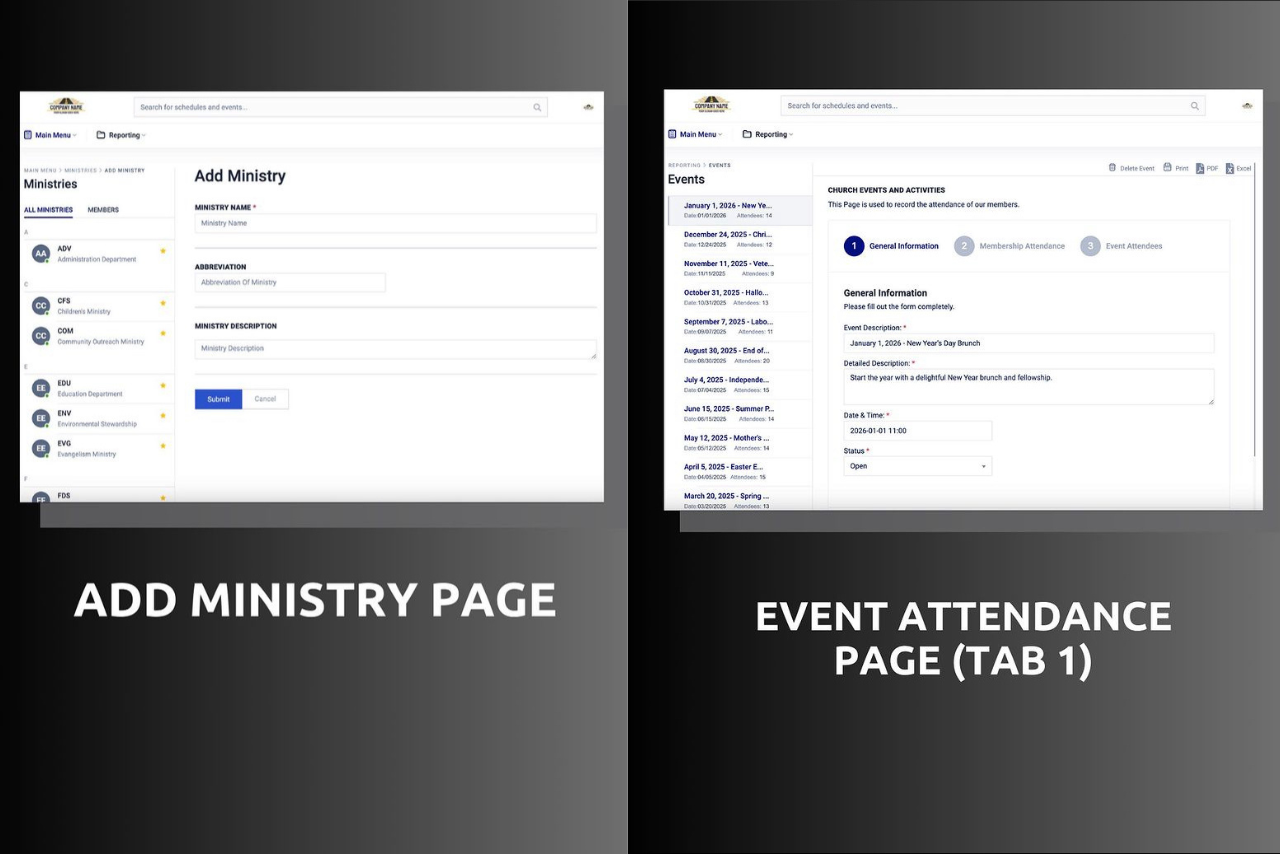 COMPANY NAME
Search for schedules and events...
Main Menu
Reporting
MAIN MENU > MINISTRIES > ADD MINISTRY
Ministries
ALL MINISTRIES
MEMBERS
A
AA
ADV
Administration Department
C
CC
CFS
Children's Ministry
CC
COM
Community Outreach Ministry
E
EE
EDU
Education Department
EE
ENV
Environmental Stewardship
EE
EVG
Evangelism Ministry
F
FF
FDS
Add Ministry
MINISTRY NAME *
Ministry Name
ABBREVIATION
Abbreviation Of Ministry
MINISTRY DESCRIPTION
Ministry Description
Submit
Cancel
ADD MINISTRY PAGE
COMPANY NAME
Search for schedules and events...
Main Menu
Reporting
REPORTING > EVENTS
Events
January 1, 2026 - New Ye...
Date:01/01/2026 Attendees: 14
December 24, 2025 - Chri...
Date:12/24/2025 Attendees: 12
November 11, 2025 - Vete...
Date:11/11/2025 Attendees: 9
October 31, 2025 - Hallo...
Date:10/31/2025 Attendees: 13
September 7, 2025 - Labo...
Date:09/07/2025 Attendees: 11
August 30, 2025 - End of...
Date:08/30/2025 Attendees: 20
July 4, 2025 - Independe...
Date:07/04/2025 Attendees: 15
June 15, 2025 - Summer P...
Date:06/15/2025 Attendees: 14
May 12, 2025 - Mother's ...
Date:05/12/2025 Attendees: 14
April 5, 2025 - Easter E...
Date:04/05/2025 Attendees: 15
March 20, 2025 - Spring ...
Date:03/20/2025 Attendees: 13
Delete Event
Print
PDF
Excel
CHURCH EVENTS AND ACTIVITIES
This Page is used to record the attendance of our members.
1 General Information
2 Membership Attendance
3 Event Attendees
General Information
Please fill out the form completely.
Event Description: *
January 1, 2026 - New Year's Day Brunch
Detailed Description: *
Start the year with a delightful New Year brunch and fellowship.
Date & Time: *
2026-01-01 11:00
Status *
Open
EVENT ATTENDANCE
PAGE (TAB 1)